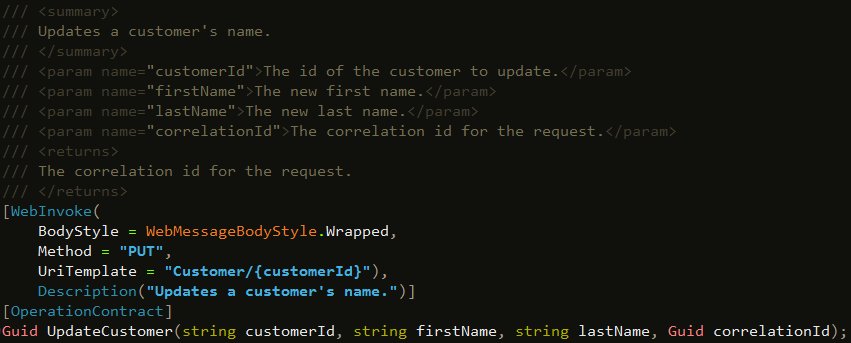 /// <summary>
/// Updates a customer's name.
/// </summary>
/// <param name="customerId">The id of the customer to update.</param>
/// <param name="firstName">The new first name.</param>
/// <param name="lastName">The new last name.</param>
/// <param name="correlationId">The correlation id for the request.</param>
/// <returns>
/// The correlation id for the request.
/// </returns>
[WebInvoke(
    BodyStyle = WebMessageBodyStyle.Wrapped,
    Method = "PUT",
    UriTemplate = "Customer/{customerId}"),
    Description("Updates a customer's name.")]
[OperationContract]
Guid UpdateCustomer(string customerId, string firstName, string lastName, Guid correlationId);